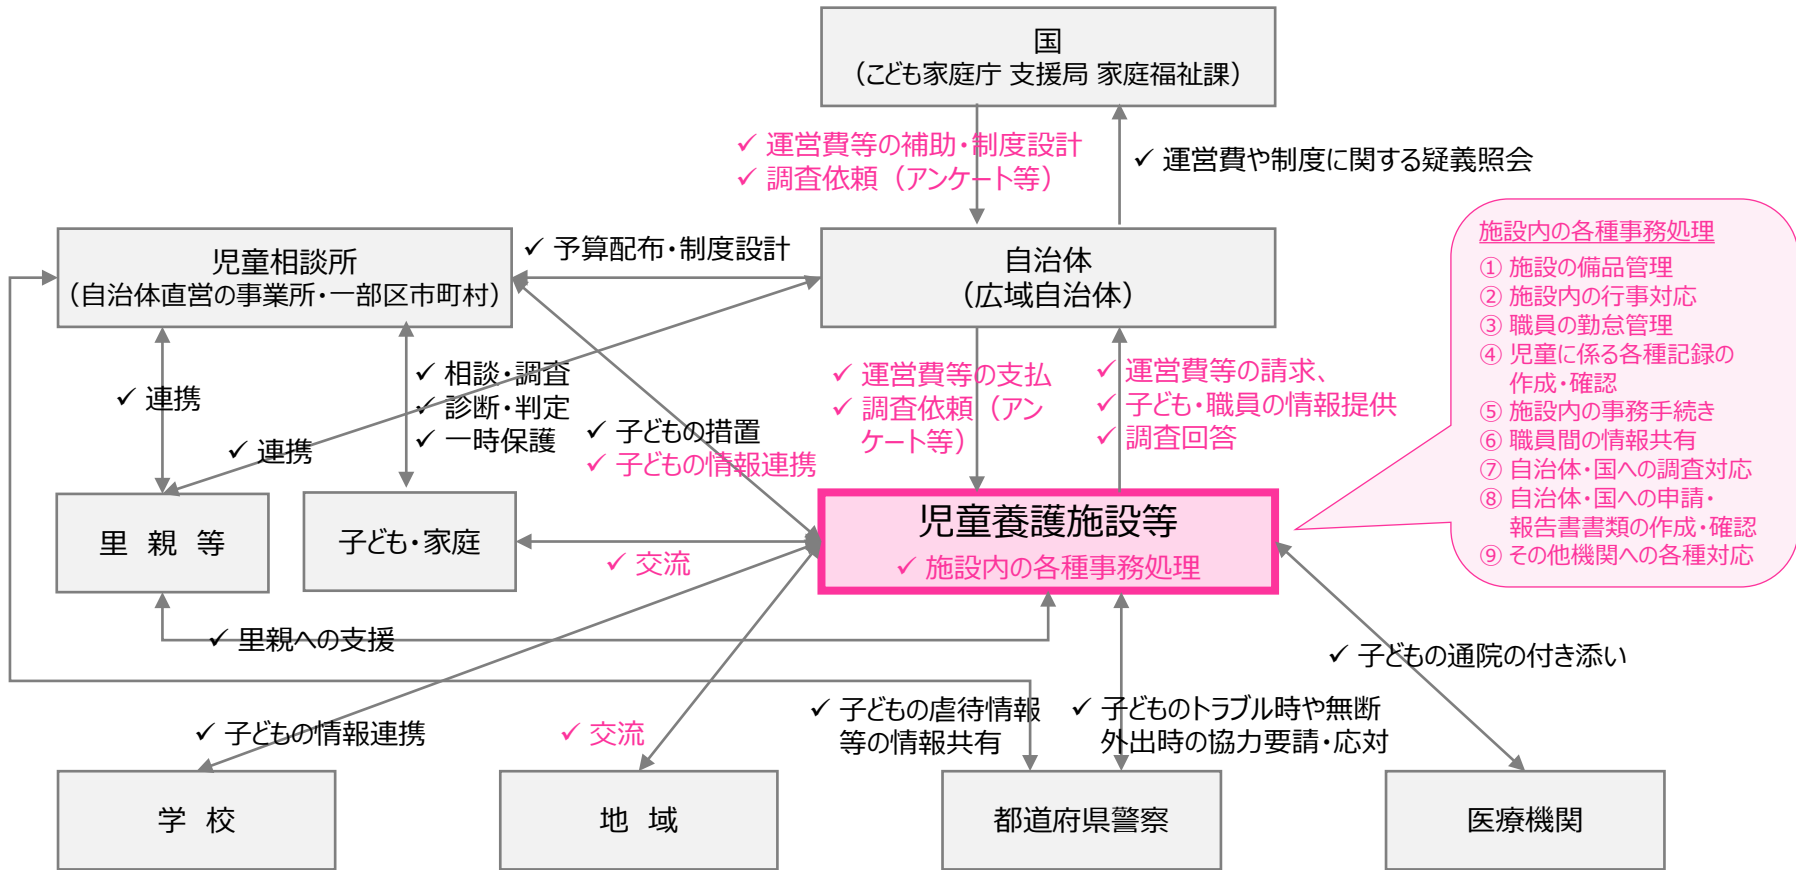 国
（こども家庭庁 支援局 家庭福祉課）
✓ 運営費等の補助・制度設計
✓ 調査依頼（アンケート等）
✓ 運営費や制度に関する疑義照会
児童相談所
（自治体直営の事業所・一部区市町村）
✓ 予算配布・制度設計
自治体
（広域自治体）
施設内の各種事務処理
① 施設の備品管理
② 施設内の行事対応
③ 職員の勤怠管理
④ 児童に係る各種記録の
作成・確認
⑤ 施設内の事務手続き
⑥ 職員間の情報共有
⑦ 自治体・国への調査対応
⑧ 自治体・国への申請・
報告書書類の作成・確認
⑨ その他機関への各種対応
✓ 連携
✓ 相談・調査
✓ 診断・判定
✓ 一時保護
✓ 連携
✓ 子どもの措置
✓ 子どもの情報連携
✓ 運営費等の支払
✓ 調査依頼（アン
ケート等）
✓ 運営費等の請求、
✓ 子ども・職員の情報提供
✓ 調査回答
里 親 等
子ども・家庭
✓ 交流
児童養護施設等
✓ 施設内の各種事務処理
✓ 里親への支援
✓ 子どもの通院の付き添い
✓ 子どもの情報連携
✓ 交流
✓ 子どもの虐待情報
等の情報共有
✓ 子どものトラブル時や無断
外出時の協力要請・応対
学 校
地 域
都道府県警察
医療機関